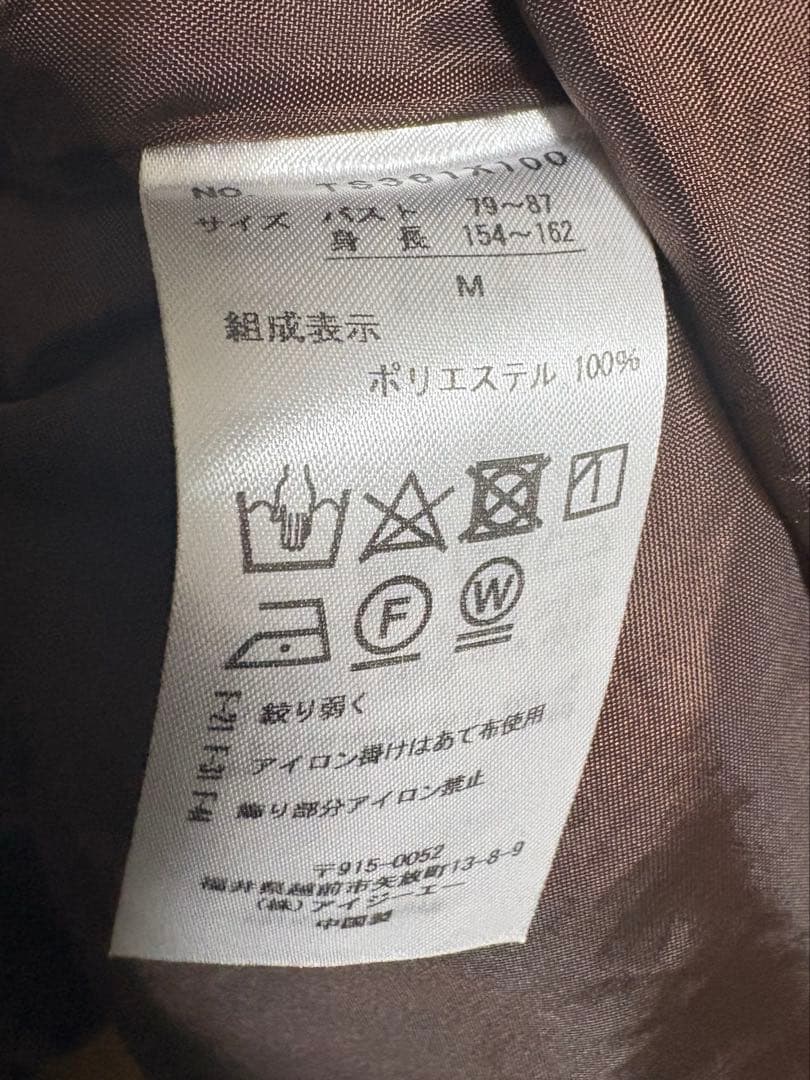 No TS361X100
サイズ バスト 79～87
身 長 154～162
M
組成表示
ポリエステル 100%
F W
絞り弱く
アイロン掛けはあて布使用
飾り部分アイロン禁止
〒915-0052
福井県越前市矢放町13-8-9
(株)アイジーエー
中国製